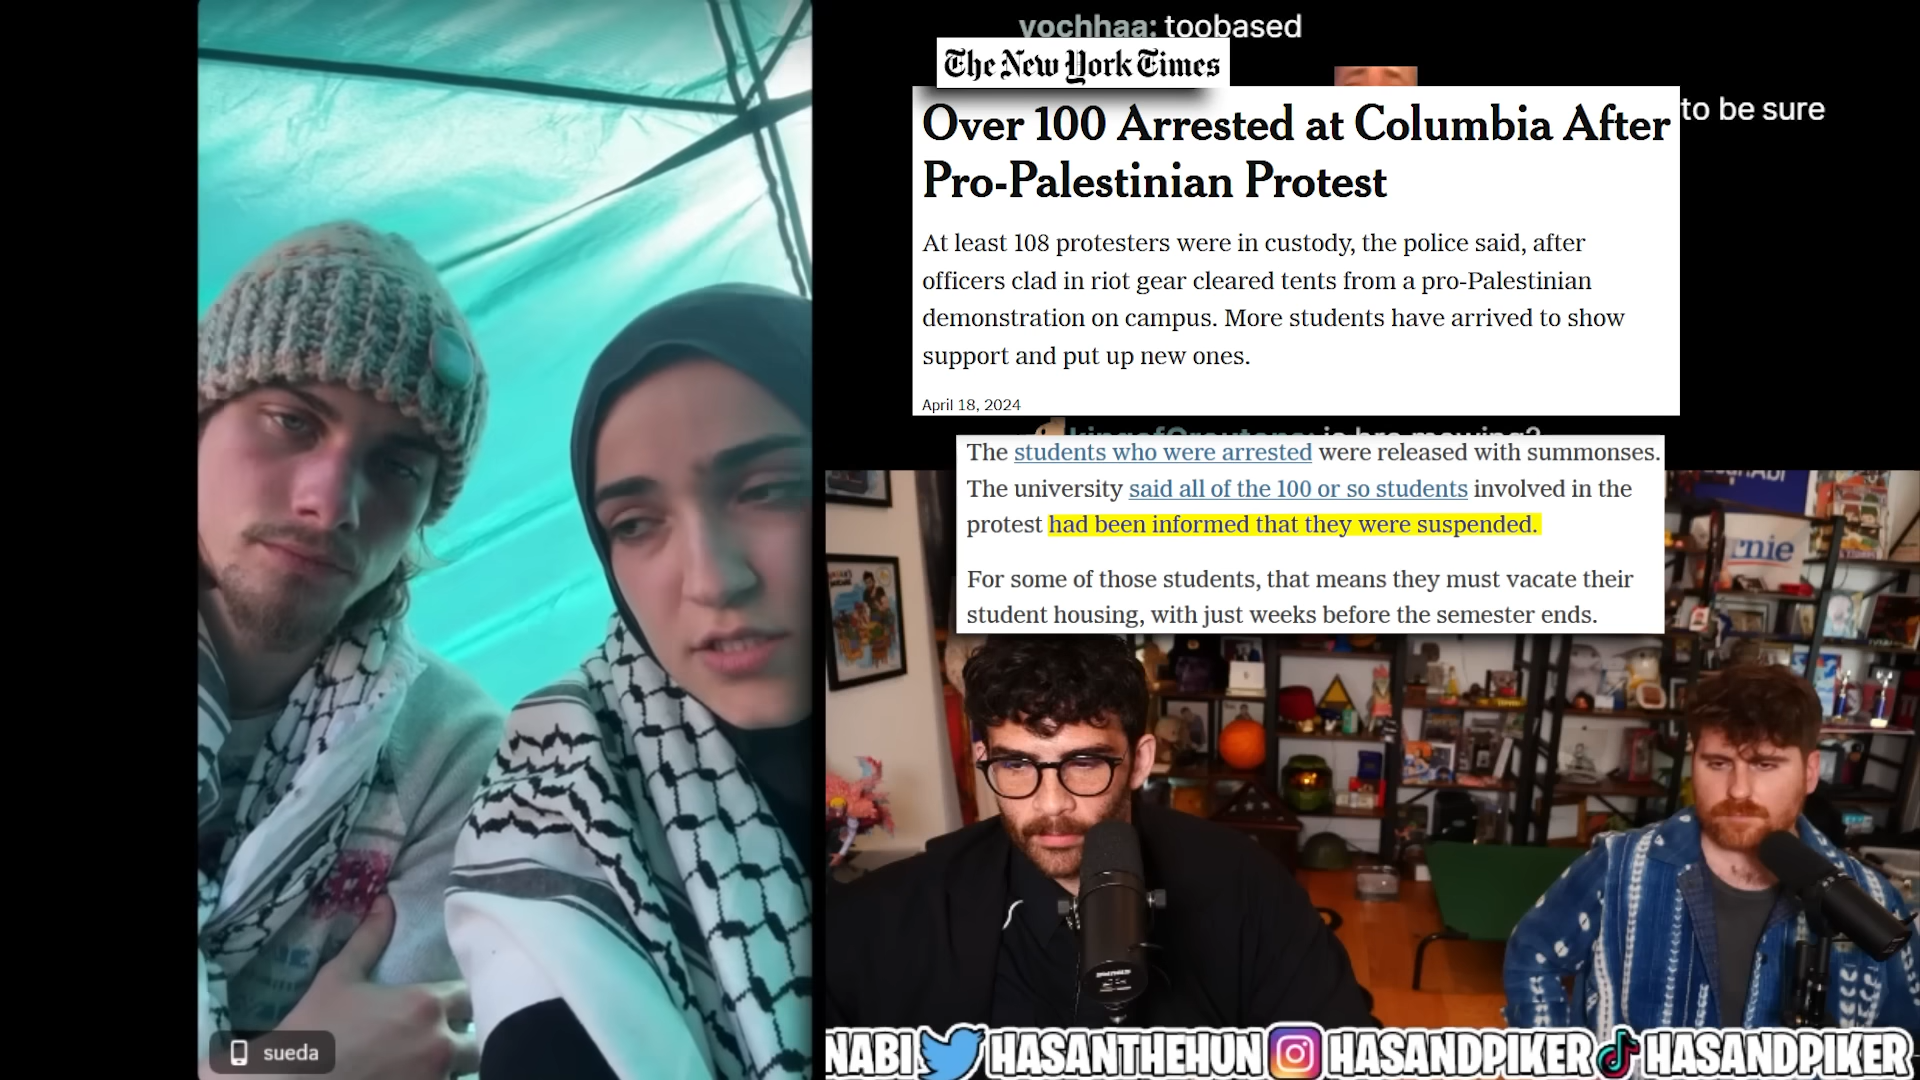 yochhaa: toobased
The New York Times
to be sure
Over 100 Arrested at Columbia After
Pro-Palestinian Protest
At least 108 protesters were in custody, the police said, after
officers clad in riot gear cleared tents from a pro-Palestinian
demonstration on campus. More students have arrived to show
support and put up new ones.
April 18, 2024
The students who were arrested were released with summonses.
The university said all of the 100 or so students involved in the
protest had been informed that they were suspended.
For some of those students, that means they must vacate their
student housing, with just weeks before the semester ends.
rnie
sueda
NABI HASANTHEHUN HASANDPIKER HASANDPIKER